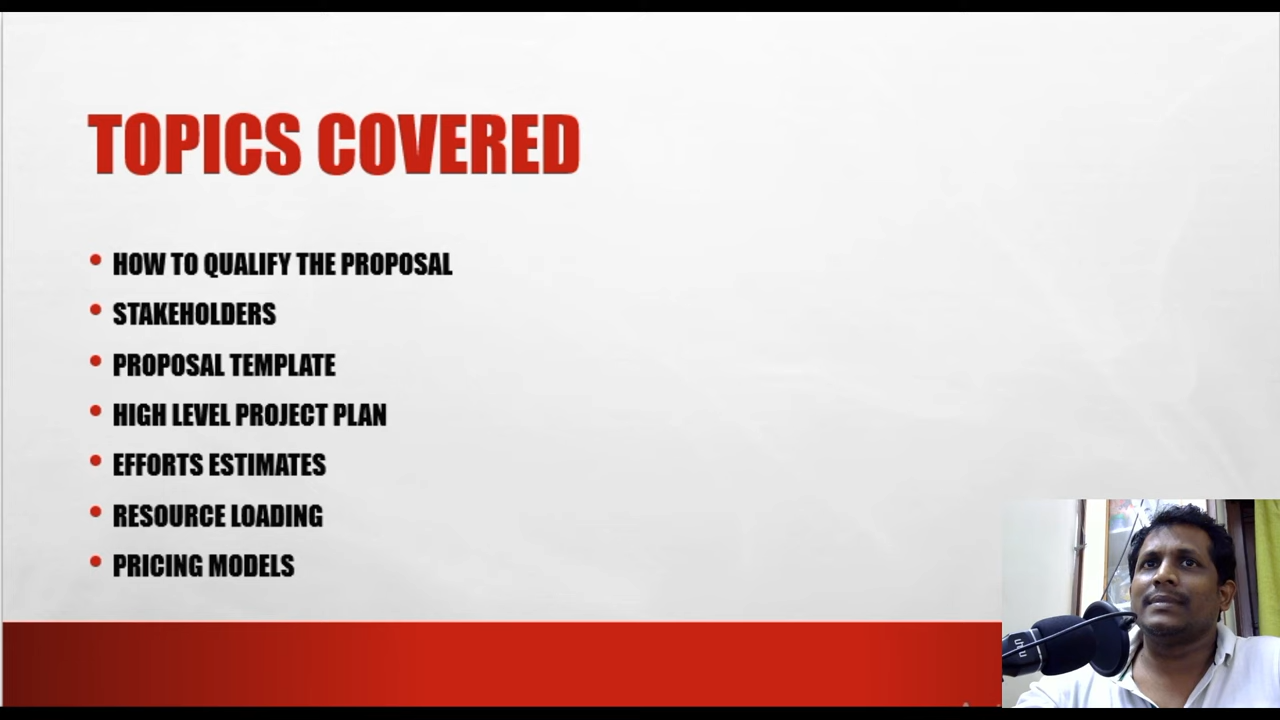 TOPICS COVERED
• HOW TO QUALIFY THE PROPOSAL
• STAKEHOLDERS
• PROPOSAL TEMPLATE
• HIGH LEVEL PROJECT PLAN
• EFFORTS ESTIMATES
• RESOURCE LOADING
• PRICING MODELS